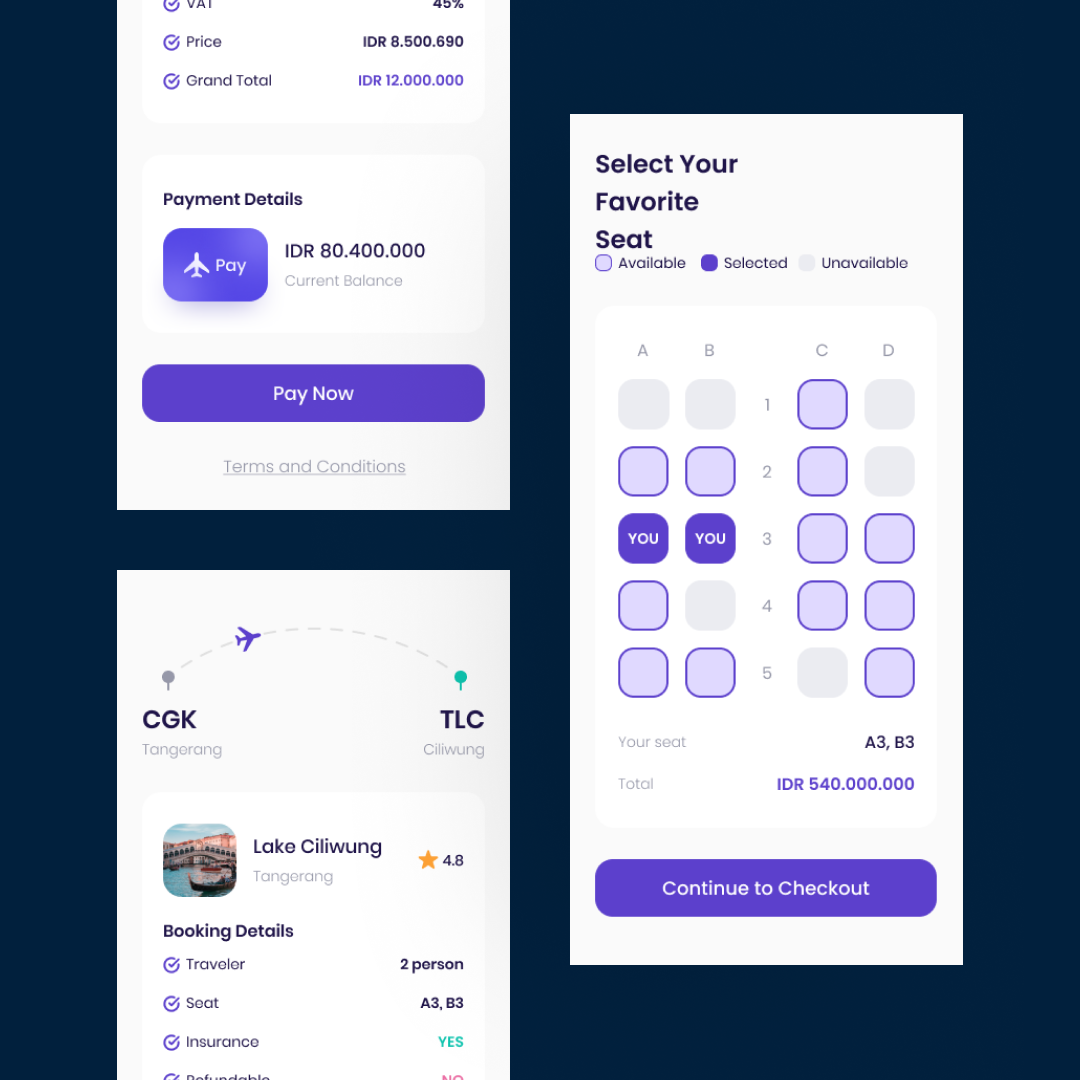 VAT 45%
Price IDR 8.500.690
Grand Total IDR 12.000.000
Payment Details
Pay IDR 80.400.000
Current Balance
Pay Now
Terms and Conditions
CGK TLC
Tangerang Ciliwung
Lake Ciliwung 4.8
Tangerang
Booking Details
Traveler 2 person
Seat A3, B3
Insurance YES
Refundable NO
Select Your
Favorite
Seat
Available Selected Unavailable
A B C D
1
2
YOU YOU 3
4
5
Your seat A3, B3
Total IDR 540.000.000
Continue to Checkout